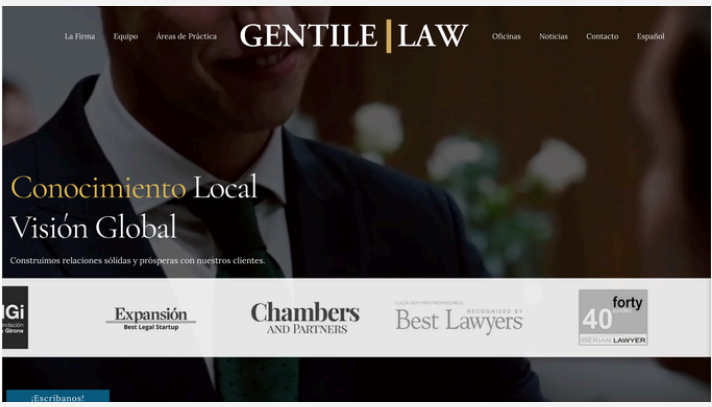 La Firma
Equipo
Áreas de Práctica
GENTILE | LAW
Oficinas
Noticias
Contacto
Español
Conocimiento Local
Visión Global
Construimos relaciones sólidas y prósperas con nuestros clientes.
Expansión
Best Legal Startup
Chambers
AND PARTNERS
RECOGNIZED BY
Best Lawyers
forty
under
40
IBERIAN LAWYER
¡Escríbanos!